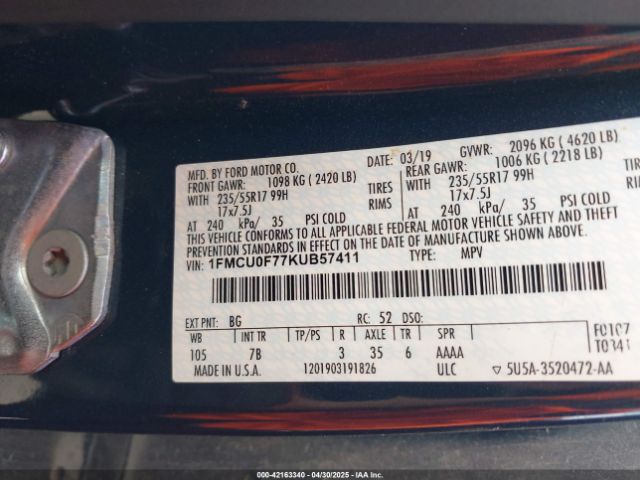 MFD. BY FORD MOTOR CO.
DATE: 03/19 GVWR: 2096 KG ( 4620 LB)
FRONT GAWR: 1098 KG ( 2420 LB) REAR GAWR: 1006 KG ( 2218 LB)
WITH 235/55R17 99H TIRES WITH 235/55R17 99H TIRES
17x7.5J RIMS 17x7.5J RIMS
AT 240 kPa/ 35 PSI COLD AT 240 kPa/ 35 PSI COLD
THIS VEHICLE CONFORMS TO ALL APPLICABLE FEDERAL MOTOR VEHICLE SAFETY AND THEFT
PREVENTION STANDARDS IN EFFECT ON THE DATE OF MANUFACTURE SHOWN ABOVE.
VIN: 1FMCU0F77KUB57411 TYPE: MPV
EXT PNT: BG RC: 52 DSO:
WB INT TR TP/PS R AXLE TR SPR
105 7B 3 35 6 AAAA
F0107
T0341
MADE IN U.S.A. 1201903191826 ULC ▽ 5U5A-3520472-AA
000-42163340 - 04/30/2025 - IAA Inc.